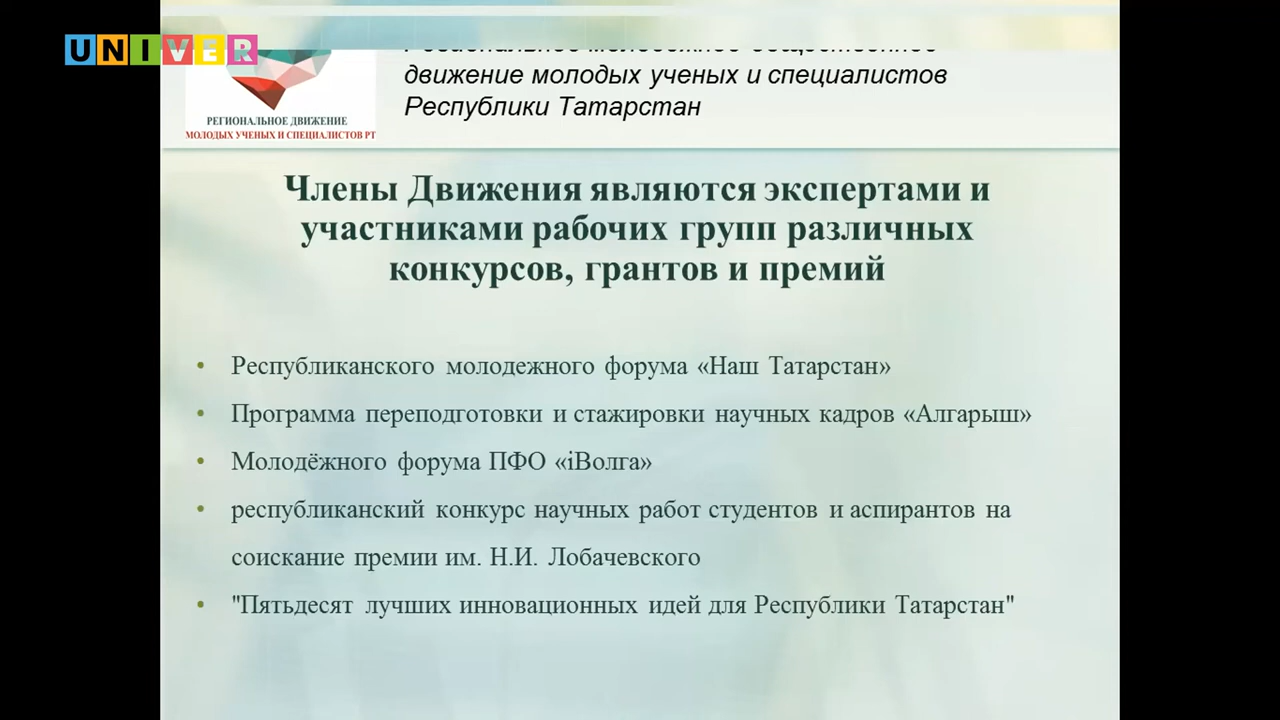 UNIVER
Региональное молодежное общественное
движение молодых ученых и специалистов
Республики Татарстан
РЕГИОНАЛЬНОЕ ДВИЖЕНИЕ
МОЛОДЫХ УЧЕНЫХ И СПЕЦИАЛИСТОВ РТ
Члены Движения являются экспертами и
участниками рабочих групп различных
конкурсов, грантов и премий
• Республиканского молодежного форума «Наш Татарстан»
• Программа переподготовки и стажировки научных кадров «Алгарыш»
• Молодёжного форума ПФО «iВолга»
• республиканский конкурс научных работ студентов и аспирантов на
соискание премии им. Н.И. Лобачевского
• "Пятьдесят лучших инновационных идей для Республики Татарстан"